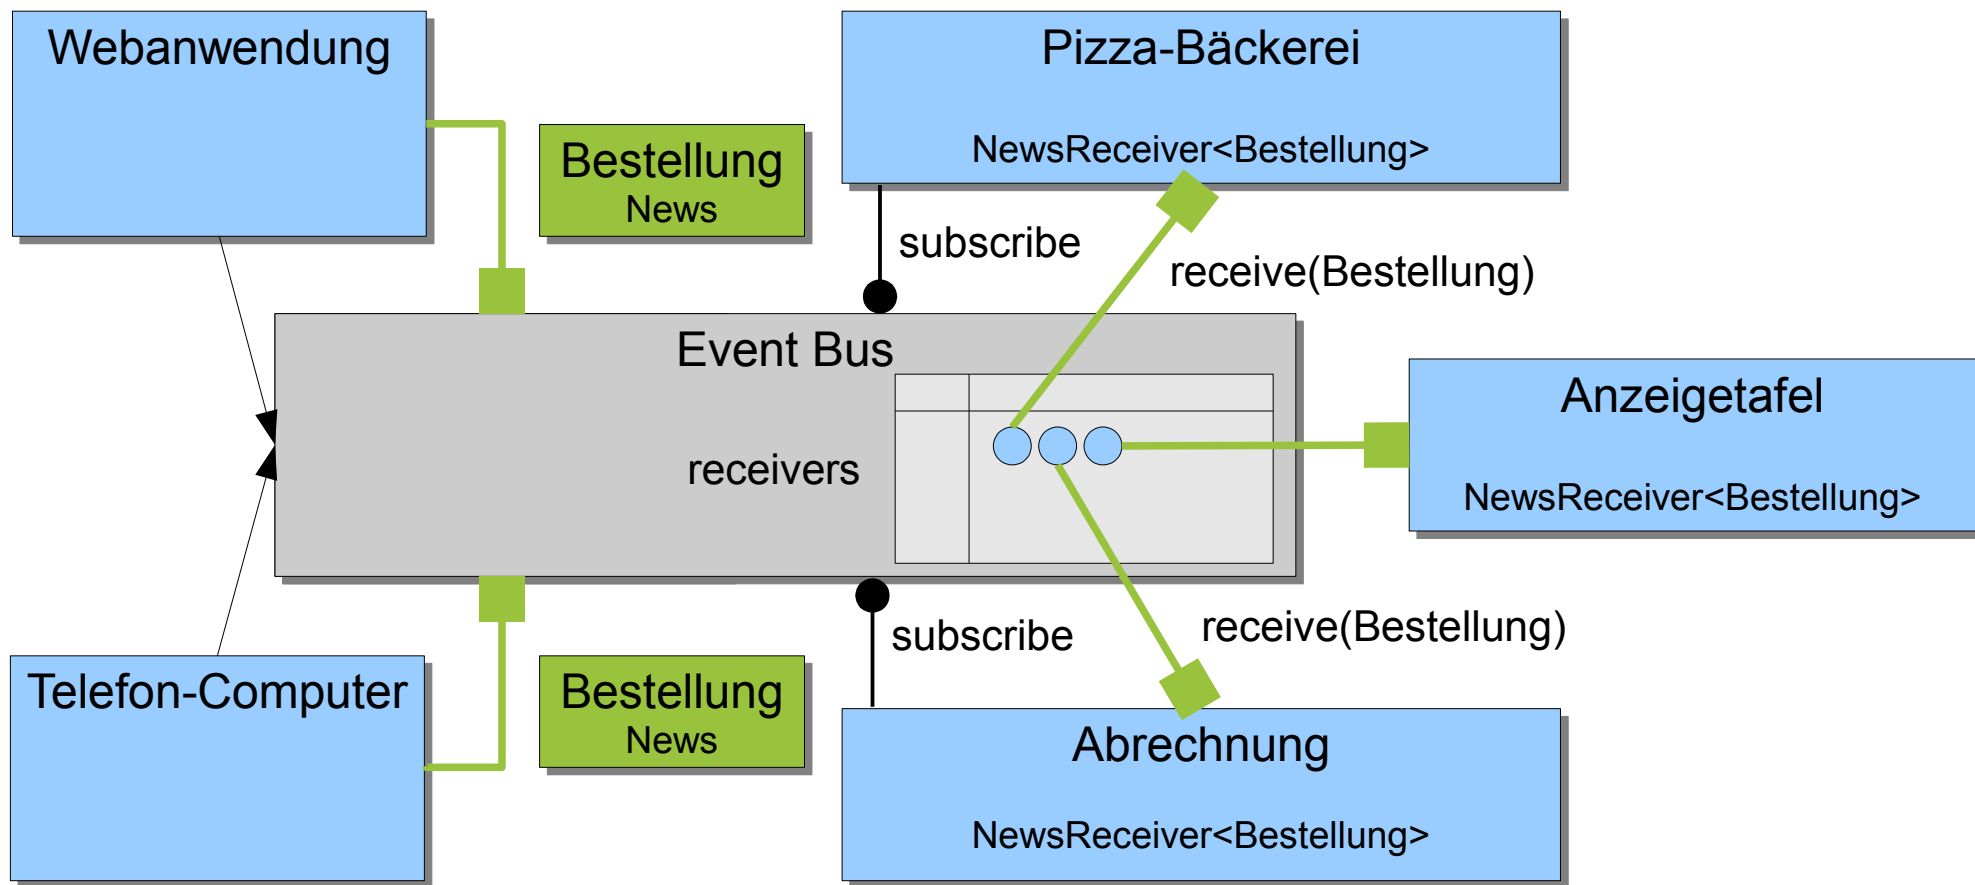 Webanwendung
Bestellung
News
Pizza-Bäckerei
NewsReceiver<Bestellung>
subscribe
receive(Bestellung)
Event Bus
receivers
Anzeigetafel
NewsReceiver<Bestellung>
subscribe
receive(Bestellung)
Telefon-Computer
Bestellung
News
Abrechnung
NewsReceiver<Bestellung>